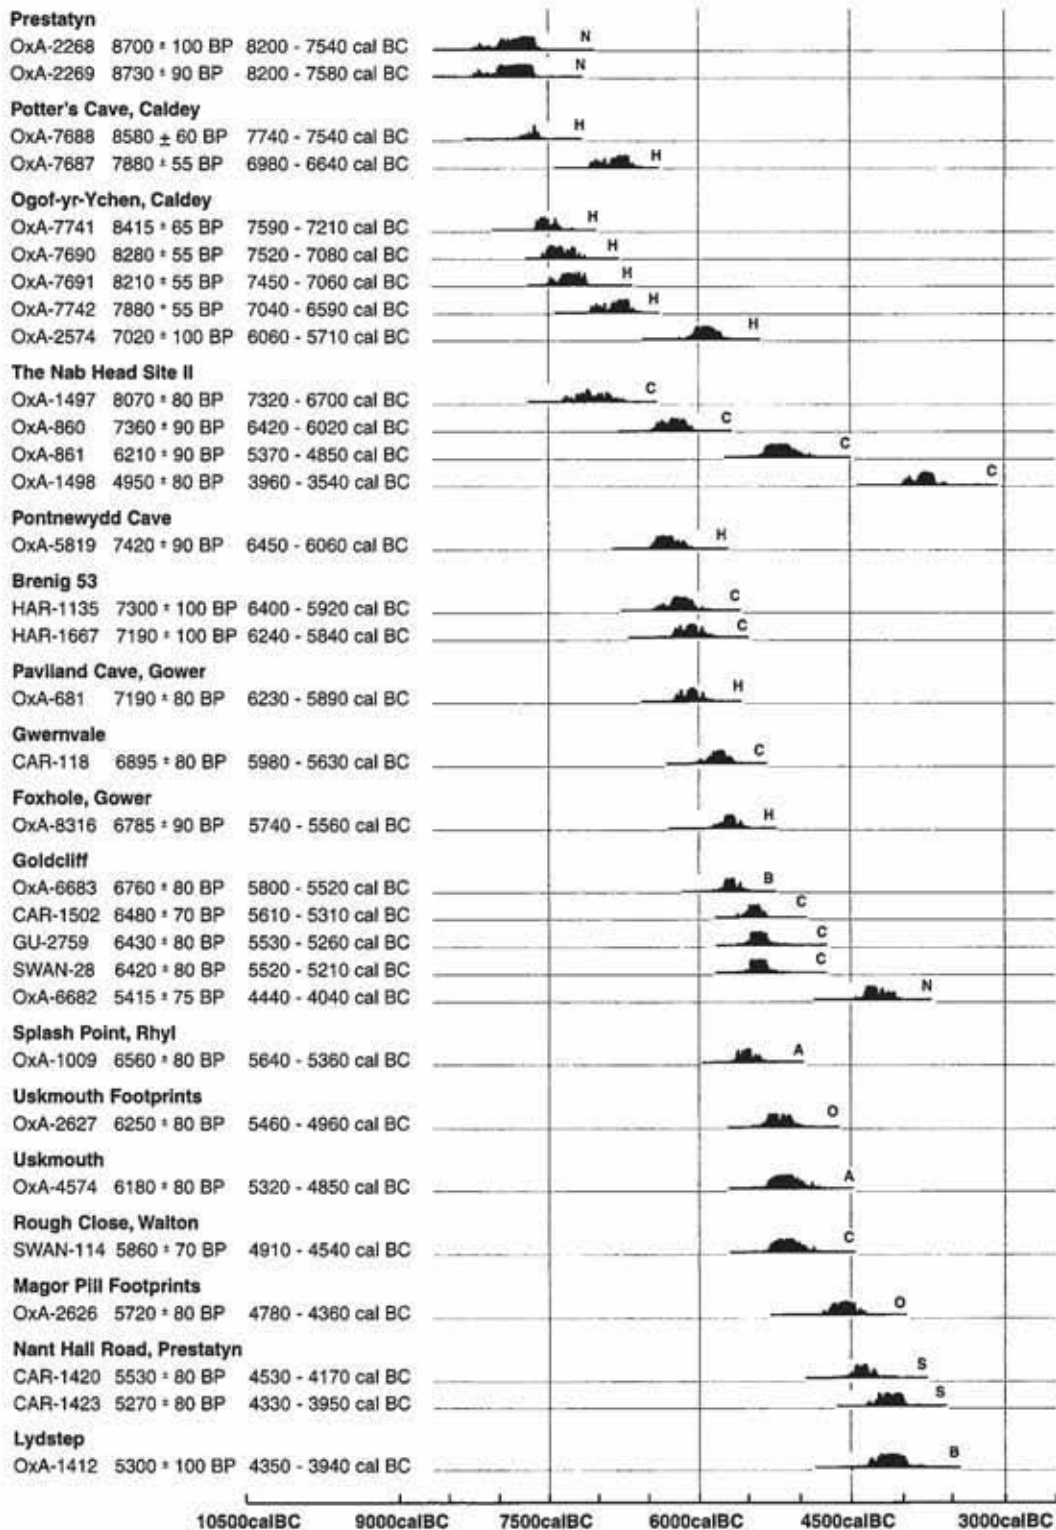 Prestatyn
OxA-2268 8700 ± 100 BP 8200 - 7540 cal BC N
OxA-2269 8730 ± 90 BP 8200 - 7580 cal BC N
Potter's Cave, Caldey
OxA-7688 8580 ± 60 BP 7740 - 7540 cal BC H
OxA-7687 7880 ± 55 BP 6980 - 6640 cal BC H
Ogof-yr-Ychen, Caldey
OxA-7741 8415 ± 65 BP 7590 - 7210 cal BC H
OxA-7690 8280 ± 55 BP 7520 - 7080 cal BC H
OxA-7691 8210 ± 55 BP 7450 - 7060 cal BC H
OxA-7742 7880 ± 55 BP 7040 - 6590 cal BC H
OxA-2574 7020 ± 100 BP 6060 - 5710 cal BC H
The Nab Head Site II
OxA-1497 8070 ± 80 BP 7320 - 6700 cal BC C
OxA-860 7360 ± 90 BP 6420 - 6020 cal BC C
OxA-861 6210 ± 90 BP 5370 - 4850 cal BC C
OxA-1498 4950 ± 80 BP 3960 - 3540 cal BC C
Pontnewydd Cave
OxA-5819 7420 ± 90 BP 6450 - 6060 cal BC H
Brenig 53
HAR-1135 7300 ± 100 BP 6400 - 5920 cal BC C
HAR-1667 7190 ± 100 BP 6240 - 5840 cal BC C
Paviland Cave, Gower
OxA-681 7190 ± 80 BP 6230 - 5890 cal BC H
Gwernvale
CAR-118 6895 ± 80 BP 5980 - 5630 cal BC C
Foxhole, Gower
OxA-8316 6785 ± 90 BP 5740 - 5560 cal BC H
Goldcliff
OxA-6683 6760 ± 80 BP 5800 - 5520 cal BC B
CAR-1502 6480 ± 70 BP 5610 - 5310 cal BC C
GU-2759 6430 ± 80 BP 5530 - 5260 cal BC C
SWAN-28 6420 ± 80 BP 5520 - 5210 cal BC C
OxA-6682 5415 ± 75 BP 4440 - 4040 cal BC N
Splash Point, Rhyl
OxA-1009 6560 ± 80 BP 5640 - 5360 cal BC A
Uskmouth Footprints
OxA-2627 6250 ± 80 BP 5460 - 4960 cal BC O
Uskmouth
OxA-4574 6180 ± 80 BP 5320 - 4850 cal BC A
Rough Close, Walton
SWAN-114 5860 ± 70 BP 4910 - 4540 cal BC C
Magor Pill Footprints
OxA-2626 5720 ± 80 BP 4780 - 4360 cal BC O
Nant Hall Road, Prestatyn
CAR-1420 5530 ± 80 BP 4530 - 4170 cal BC S
CAR-1423 5270 ± 80 BP 4330 - 3950 cal BC S
Lydstep
OxA-1412 5300 ± 100 BP 4350 - 3940 cal BC B
10500calBC 9000calBC 7500calBC 6000calBC 4500calBC 3000calBC